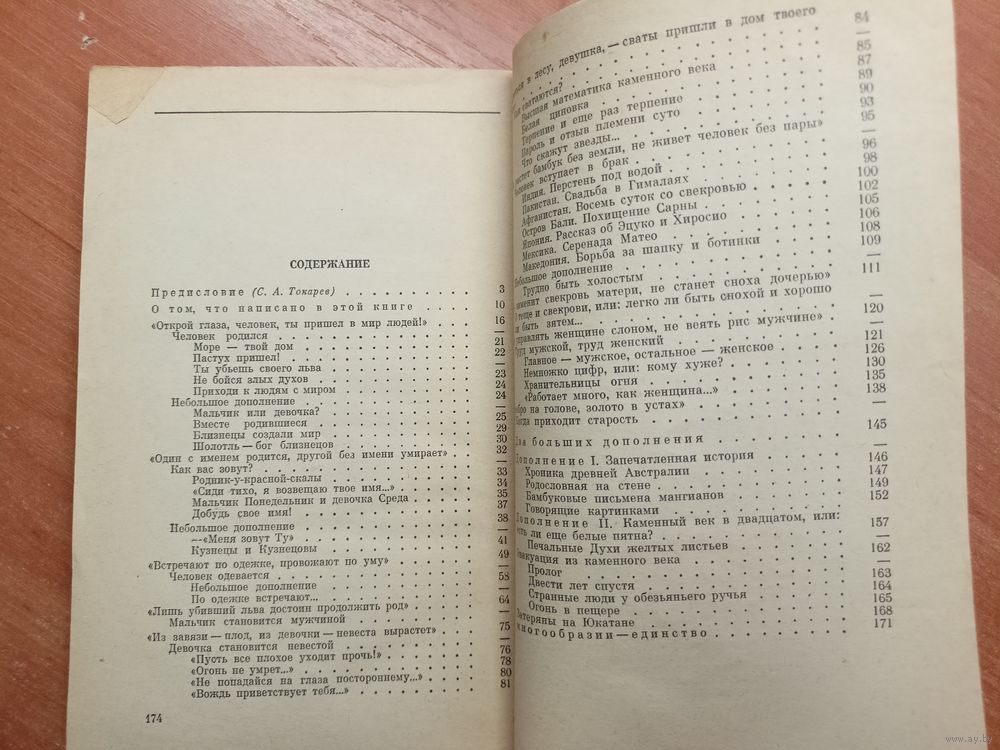 СОДЕРЖАНИЕ
Предисловие (С. А. Токарев) 3
О том, что написано в этой книге 10
«Открой глаза, человек, ты пришел в мир людей!» 16
Человек родился —
Море — твой дом 21
Пастух пришел! 22
Ты убьешь своего льва —
Не бойся злых духов 23
Приходи к людям с миром 24
Небольшое дополнение 24
Мальчик или девочка? —
Вместе родившиеся 25
Близнецы создали мир 29
Шолотль — бог близнецов 30
«Один с именем родится, другой без имени умирает» 32
Как вас зовут? —
Родник-у-красной-скалы 33
«Сиди тихо, я возвещаю твое имя...» 34
Мальчик Понедельник и девочка Среда 35
Добудь свое имя! 37
Небольшое дополнение 38
—«Меня зовут Ту» —
Кузнецы и Кузнецовы 41
«Встречают по одежке, провожают по уму» 49
Человек одевается —
Небольшое дополнение 58
По одежке встречают... —
«Лишь убивший льва достоин продолжить род» 64
Мальчик становится мужчиной —
«Из завязи — плод, из девочки — невеста вырастет» 75
Девочка становится невестой —
«Пусть все плохое уходит прочь!» 76
«Огонь не умрет...» 78
«Не попадайся на глаза постороннему...» 80
«Вождь приветствует тебя...» 81
174
в лесу, девушка, — сваты пришли в дом твоего
84
сватаются? —
Высшая математика каменного века 85
Белая циновка 87
Терпение и еще раз терпение 89
Пароль и отзыв племени суто 90
Что скажут звезды... 93
бамбук без земли, не живет человек без пары» 95
вступает в брак —
Индия. Перстень под водой 96
Пакистан. Свадьба в Гималаях 98
Афганистан. Восемь суток со свекровью 100
Остров Бали. Похищение Сарны 102
Япония. Рассказ об Эцуко и Хиросио 105
Мексика. Серенада Матео 106
Македония. Борьба за шапку и ботинки 108
Небольшое дополнение 109
Трудно быть холостым —
свекровь матери, не станет сноха дочерью» 111
теще и свекрови, или: легко ли быть снохой и хорошо
ли быть зятем... —
управлять женщине слоном, не веять рис мужчине» 120
Труд мужской, труд женский —
Главное — мужское, остальное — женское 121
Немножко цифр, или: кому хуже? 126
Хранительницы огня 130
«Работает много, как женщина...» 135
на голове, золото в устах» 138
приходит старость —
Два больших дополнения 145
Дополнение I. Запечатленная история —
Хроника древней Австралии 146
Родословная на стене 147
Бамбуковые письмена мангианов 149
Говорящие картинками 152
Дополнение II. Каменный век в двадцатом, или:
есть ли еще белые пятна? 157
Печальные Духи желтых листьев —
Эвакуация из каменного века 162
Пролог —
Двести лет спустя 163
Странные люди у обезьяньего ручья 164
Огонь в пещере 165
Затеряны на Юкатане 168
многообразии — единство 171
www.ay.by